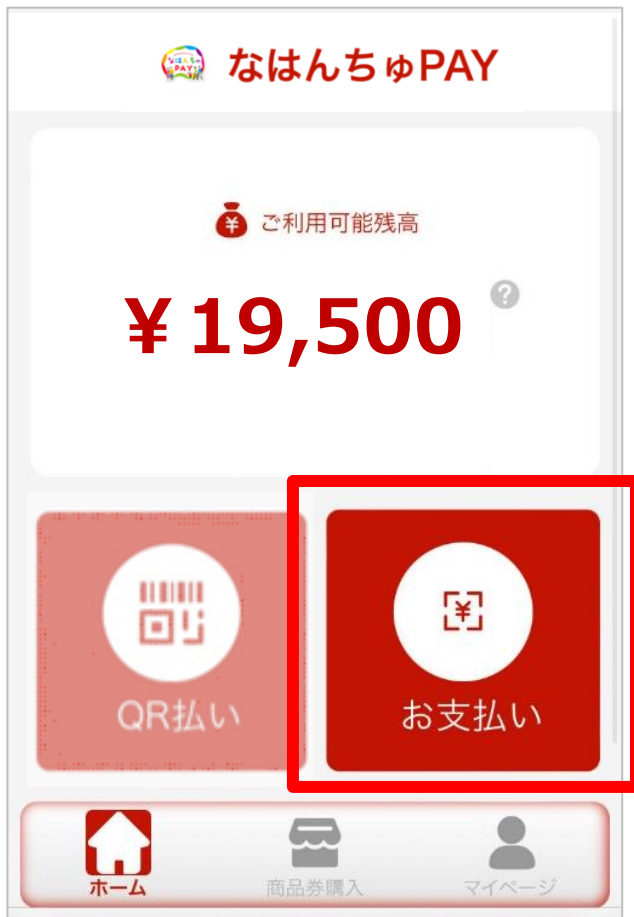 なはんちゅPAY
ご利用可能残高
¥19,500
?
QR払い
¥
お支払い
ホーム
商品券購入
マイページ